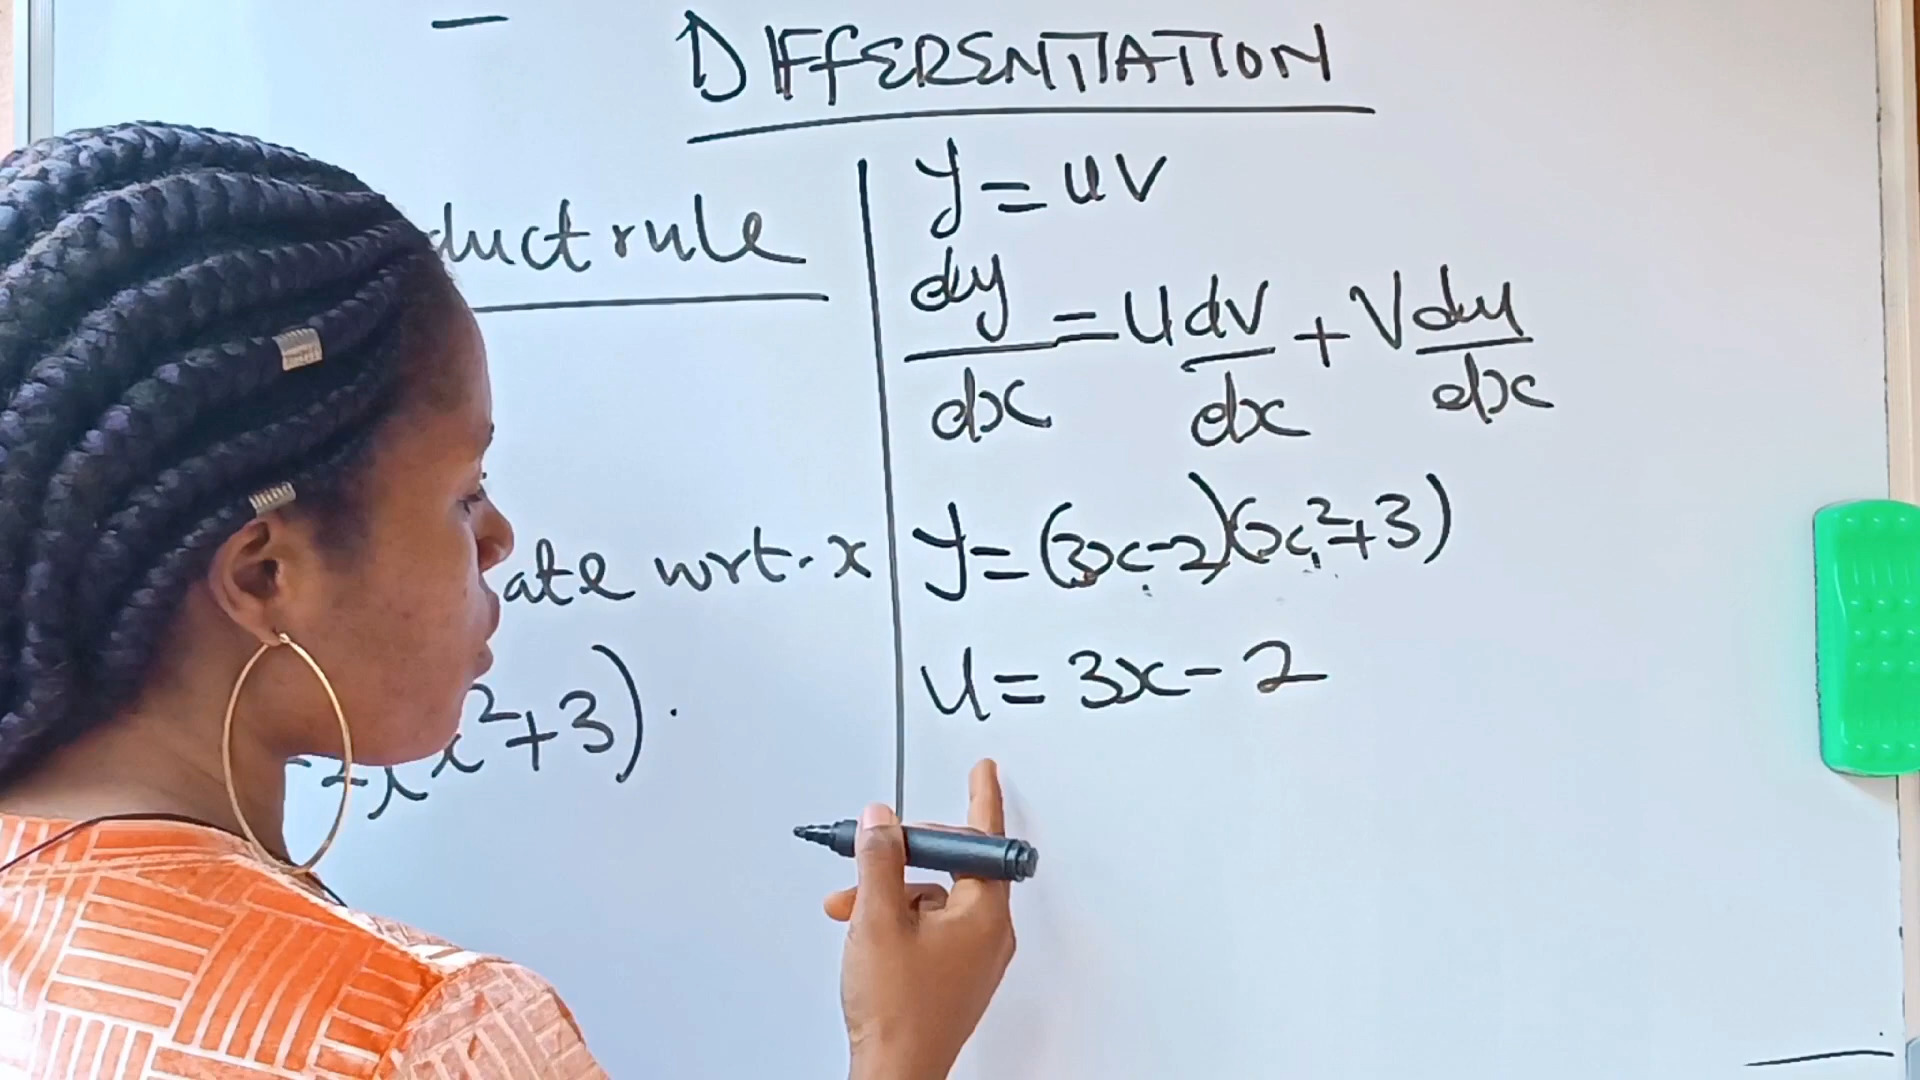 DIFFERENTIATION
duct rule
ate wrt. x
x²+3).
y = uv
dy/dx = u dv/dx + v du/dx
y = (3x-2)(x²+3)
u = 3x - 2